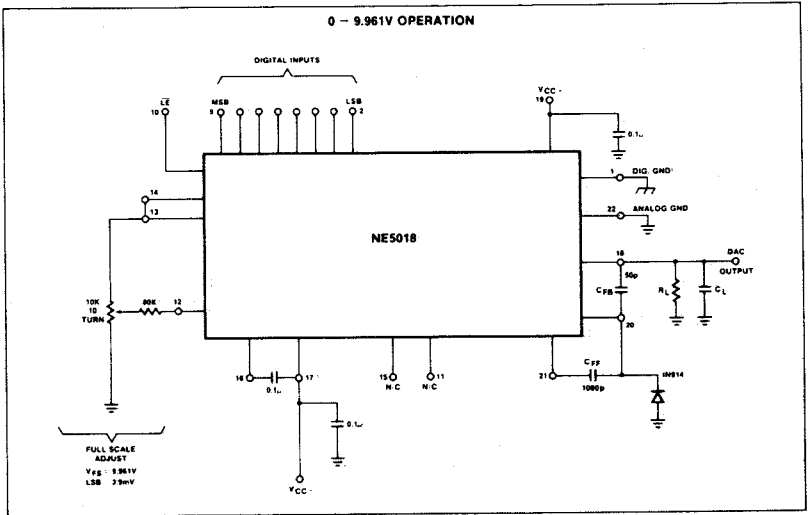 0 – 9.961V OPERATION
DIGITAL INPUTS
LE
10
MSB
9
LSB
2
VCC -
19
0.1µ
1
DIG. GND
22
ANALOG GND
14
13
NE5018
18
DAC
OUTPUT
50p
CFB
RL
CL
20
10K
10
TURN
80K
12
16
0.1µ
17
15
N/C
11
N/C
21
CFF
1000p
IN914
0.1µ
VCC -
FULL SCALE
ADJUST
VFS : 9.961V
LSB : 3.9mV